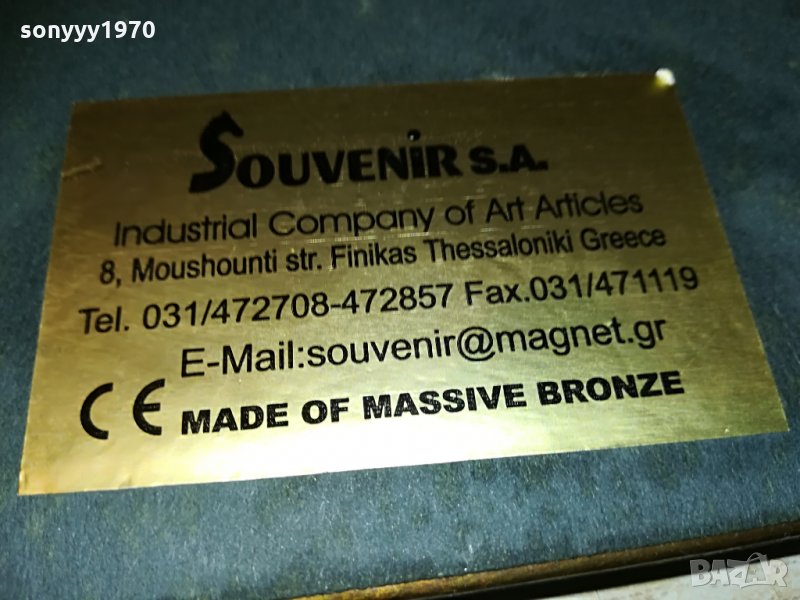 sonyyy1970
SOUVENIR S.A.
Industrial Company of Art Articles
8, Moushounti str. Finikas Thessaloniki Greece
Tel. 031/472708-472857 Fax.031/471119
E-Mail:souvenir@magnet.gr
CE MADE OF MASSIVE BRONZE
BAZAR